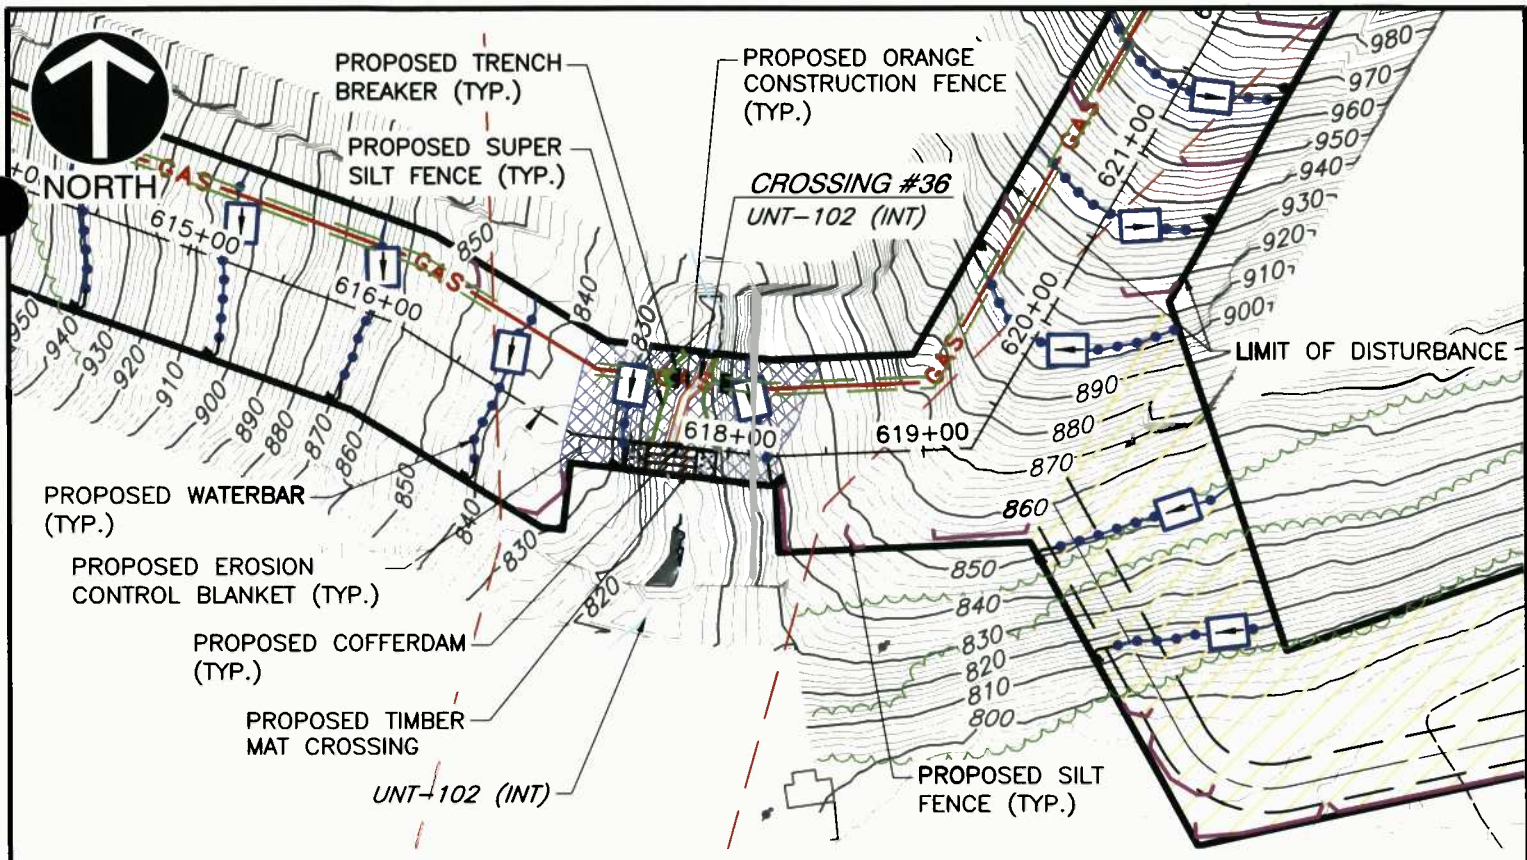 PROPOSED TRENCH
BREAKER (TYP.)
PROPOSED ORANGE
CONSTRUCTION FENCE
(TYP.)
PROPOSED SUPER
SILT FENCE (TYP.)
CROSSING #36
UNT-102 (INT)
NORTH
GAS
GAS
GAS
GAS
615+00
616+00
618+00
619+00
620+00
621+00
980
970
960
950
940
930
920
910
900
LIMIT OF DISTURBANCE
890
880
870
860
850
840
830
820
810
800
850
840
830
950
940
930
920
910
900
890
880
870
860
850
840
830
820
PROPOSED WATERBAR
(TYP.)
PROPOSED EROSION
CONTROL BLANKET (TYP.)
PROPOSED COFFERDAM
(TYP.)
PROPOSED TIMBER
MAT CROSSING
UNT-102 (INT)
PROPOSED SILT
FENCE (TYP.)